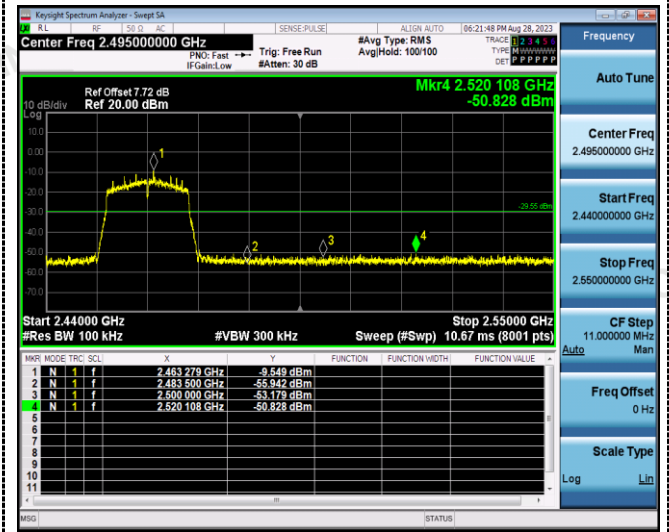 Keysight Spectrum Analyzer - Swept SA
RL RF 50 Ω AC SENSE:PULSE ALIGN AUTO 06:21:48 PM Aug 28, 2023
Center Freq 2.495000000 GHz
PNO: Fast
IFGain:Low
Trig: Free Run
#Atten: 30 dB
#Avg Type: RMS
Avg|Hold: 100/100
TRACE 1 2 3 4 5 6
TYPE M W W W W W
DET P P P P P P
Ref Offset 7.72 dB
10 dB/div Ref 20.00 dBm
Log
Mkr4 2.520 108 GHz
-50.828 dBm
10.0
0.00
-10.0
-20.0
-30.0
-40.0
-50.0
-60.0
-70.0
1
2
3
4
-29.55 dBm
Start 2.44000 GHz Stop 2.55000 GHz
#Res BW 100 kHz #VBW 300 kHz Sweep (#Swp) 10.67 ms (8001 pts)
MKR MODE TRC SCL X Y FUNCTION FUNCTION WIDTH FUNCTION VALUE
1 N 1 f 2.463 279 GHz -9.549 dBm
2 N 1 f 2.483 500 GHz -55.942 dBm
3 N 1 f 2.500 000 GHz -53.179 dBm
4 N 1 f 2.520 108 GHz -50.828 dBm
5
6
7
8
9
10
11
MSG STATUS
Frequency
Auto Tune
Center Freq
2.495000000 GHz
Start Freq
2.440000000 GHz
Stop Freq
2.550000000 GHz
CF Step
11.000000 MHz
Auto Man
Freq Offset
0 Hz
Scale Type
Log Lin